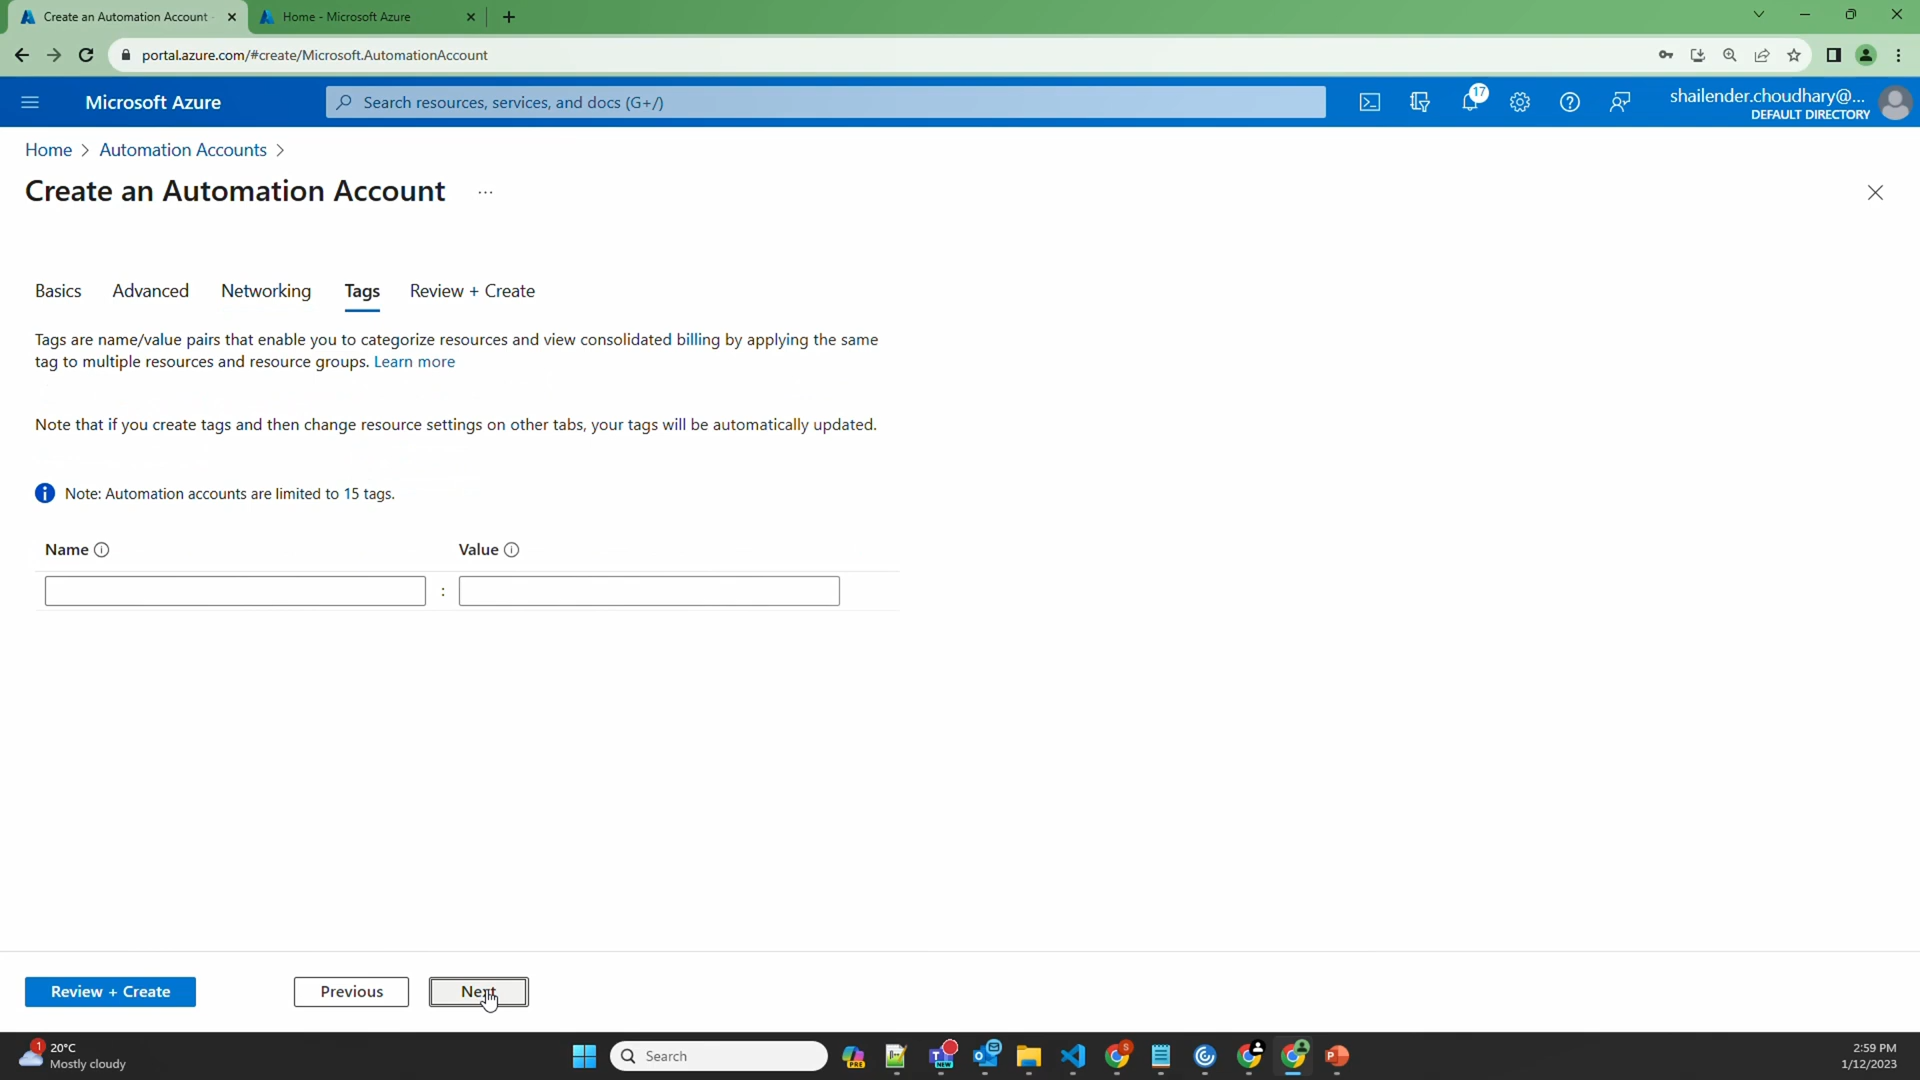 Create an Automation Account
Home - Microsoft Azure
portal.azure.com/#create/Microsoft.AutomationAccount
Microsoft Azure
Search resources, services, and docs (G+/)
17
shailender.choudhary@...
DEFAULT DIRECTORY
Home > Automation Accounts >
Create an Automation Account ...
Basics Advanced Networking Tags Review + Create
Tags are name/value pairs that enable you to categorize resources and view consolidated billing by applying the same
tag to multiple resources and resource groups. Learn more
Note that if you create tags and then change resource settings on other tabs, your tags will be automatically updated.
Note: Automation accounts are limited to 15 tags.
Name Value
:
Review + Create Previous Next
1
20°C
Mostly cloudy
Search
PRE
NEW
S
2:59 PM
1/12/2023